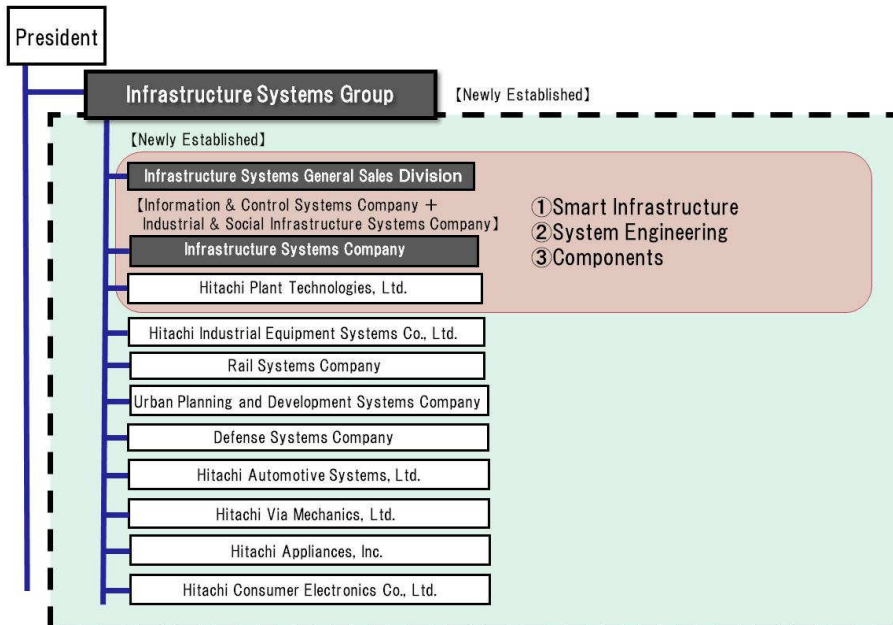 President
Infrastructure Systems Group
【Newly Established】
【Newly Established】
Infrastructure Systems General Sales Division
【Information & Control Systems Company +
Industrial & Social Infrastructure Systems Company】
Infrastructure Systems Company
Hitachi Plant Technologies, Ltd.
①Smart Infrastructure
②System Engineering
③Components
Hitachi Industrial Equipment Systems Co., Ltd.
Rail Systems Company
Urban Planning and Development Systems Company
Defense Systems Company
Hitachi Automotive Systems, Ltd.
Hitachi Via Mechanics, Ltd.
Hitachi Appliances, Inc.
Hitachi Consumer Electronics Co., Ltd.